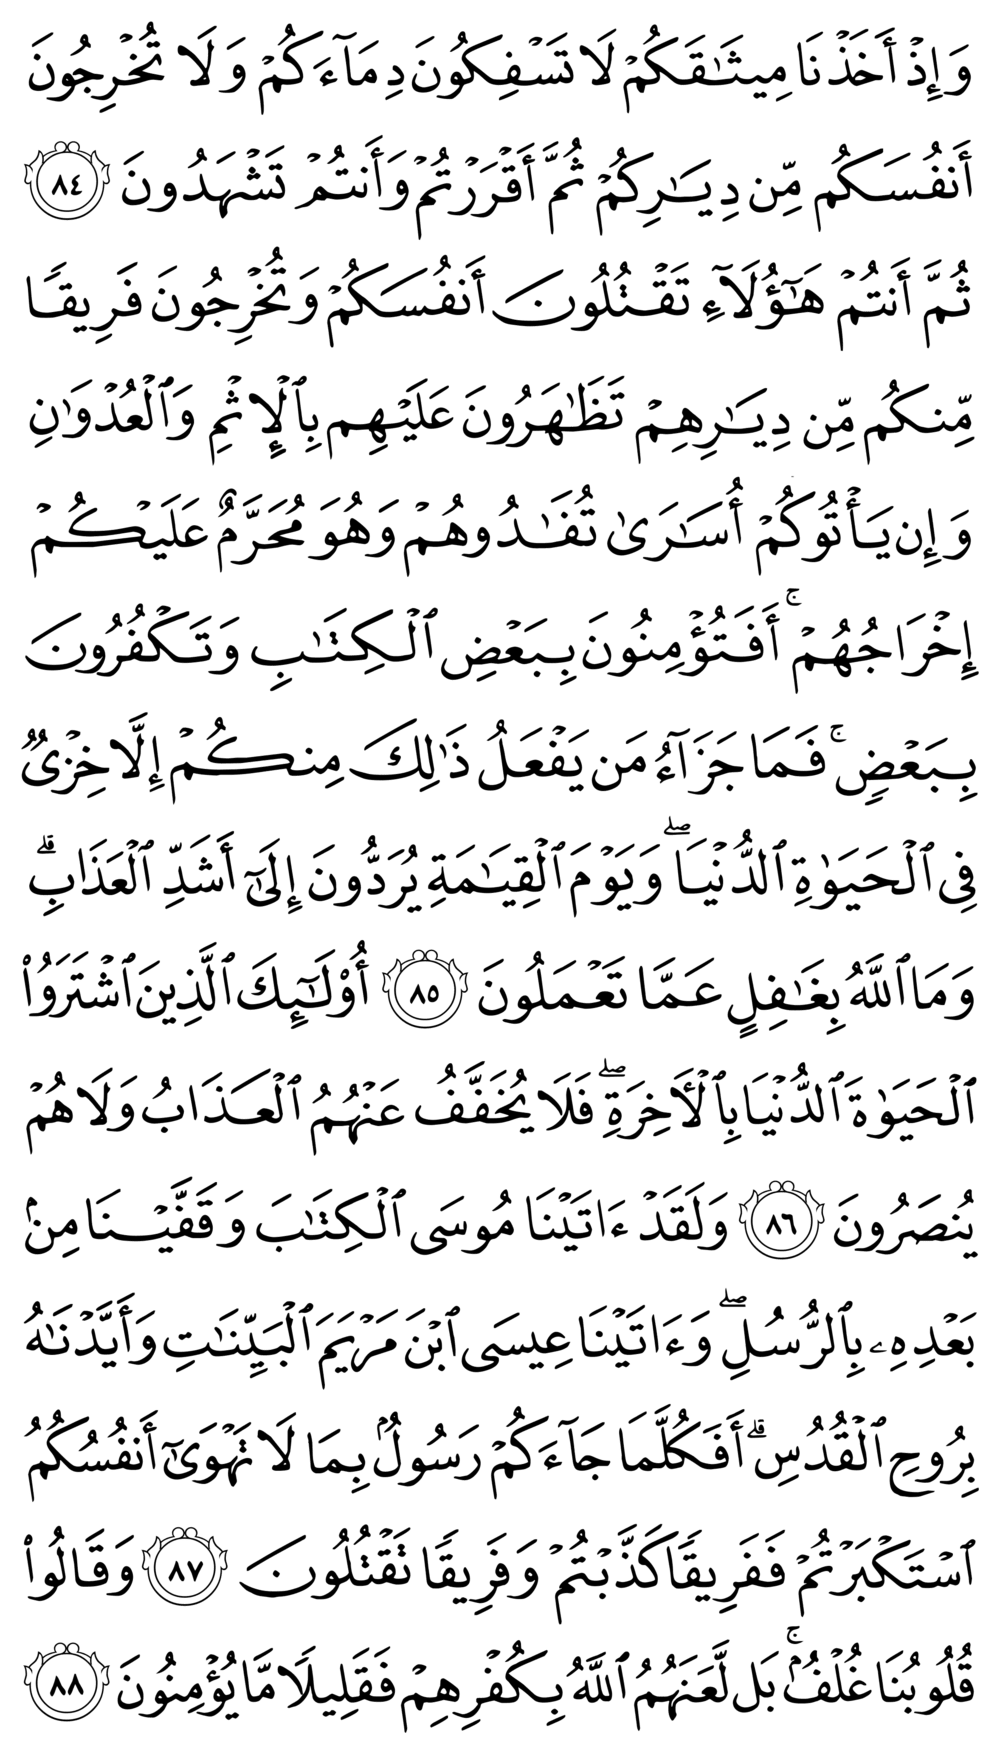 وَإِذۡ أَخَذۡنَا مِيثَٰقَكُمۡ لَا تَسۡفِكُونَ دِمَآءَكُمۡ وَلَا تُخۡرِجُونَ
أَنفُسَكُم مِّن دِيَٰرِكُمۡ ثُمَّ أَقۡرَرۡتُمۡ وَأَنتُمۡ تَشۡهَدُونَ ٨٤
ثُمَّ أَنتُمۡ هَٰٓؤُلَآءِ تَقۡتُلُونَ أَنفُسَكُمۡ وَتُخۡرِجُونَ فَرِيقٗا
مِّنكُم مِّن دِيَٰرِهِمۡ تَظَٰهَرُونَ عَلَيۡهِم بِٱلۡإِثۡمِ وَٱلۡعُدۡوَٰنِ
وَإِن يَأۡتُوكُمۡ أُسَٰرَىٰ تُفَٰدُوهُمۡ وَهُوَ مُحَرَّمٌ عَلَيۡكُمۡ
إِخۡرَاجُهُمۡۚ أَفَتُؤۡمِنُونَ بِبَعۡضِ ٱلۡكِتَٰبِ وَتَكۡفُرُونَ
بِبَعۡضٖۚ فَمَا جَزَآءُ مَن يَفۡعَلُ ذَٰلِكَ مِنكُمۡ إِلَّا خِزۡيٞ
فِي ٱلۡحَيَوٰةِ ٱلدُّنۡيَاۖ وَيَوۡمَ ٱلۡقِيَٰمَةِ يُرَدُّونَ إِلَىٰٓ أَشَدِّ ٱلۡعَذَابِۗ
وَمَا ٱللَّهُ بِغَٰفِلٍ عَمَّا تَعۡمَلُونَ ٨٥ أُوْلَٰٓئِكَ ٱلَّذِينَ ٱشۡتَرَوُاْ
ٱلۡحَيَوٰةَ ٱلدُّنۡيَا بِٱلۡأٓخِرَةِۖ فَلَا يُخَفَّفُ عَنۡهُمُ ٱلۡعَذَابُ وَلَا هُمۡ
يُنصَرُونَ ٨٦ وَلَقَدۡ ءَاتَيۡنَا مُوسَى ٱلۡكِتَٰبَ وَقَفَّيۡنَا مِنۢ
بَعۡدِهِۦ بِٱلرُّسُلِۖ وَءَاتَيۡنَا عِيسَى ٱبۡنَ مَرۡيَمَ ٱلۡبَيِّنَٰتِ وَأَيَّدۡنَٰهُ
بِرُوحِ ٱلۡقُدُسِۗ أَفَكُلَّمَا جَآءَكُمۡ رَسُولُۢ بِمَا لَا تَهۡوَىٰٓ أَنفُسُكُمُ
ٱسۡتَكۡبَرۡتُمۡ فَفَرِيقٗا كَذَّبۡتُمۡ وَفَرِيقٗا تَقۡتُلُونَ ٨٧ وَقَالُواْ
قُلُوبُنَا غُلۡفُۢۚ بَل لَّعَنَهُمُ ٱللَّهُ بِكُفۡرِهِمۡ فَقَلِيلٗا مَّا يُؤۡمِنُونَ ٨٨